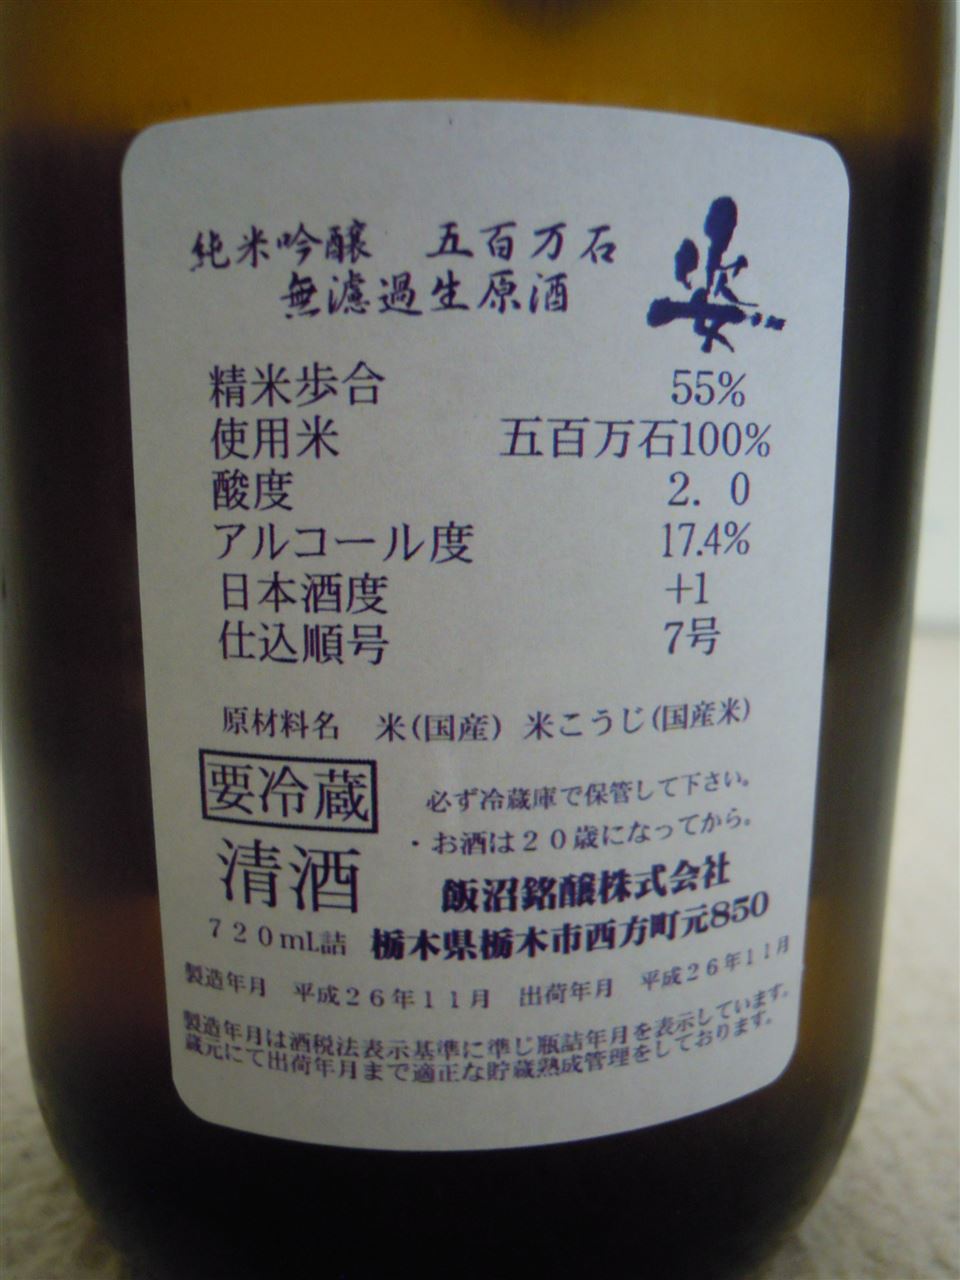 純米吟醸 五百万石
無濾過生原酒
姿
精米歩合 55%
使用米 五百万石100%
酸度 2. 0
アルコール度 17.4%
日本酒度 +1
仕込順号 7号
原材料名 米(国産) 米こうじ(国産米)
要冷蔵 必ず冷蔵庫で保管して下さい。
・お酒は20歳になってから。
清酒
飯沼銘醸株式会社
720mL詰 栃木県栃木市西方町元850
製造年月 平成26年11月 出荷年月 平成26年11月
製造年月は酒税法表示基準に準じ瓶詰年月を表示しています。
蔵元にて出荷年月まで適正な貯蔵熟成管理をしております。